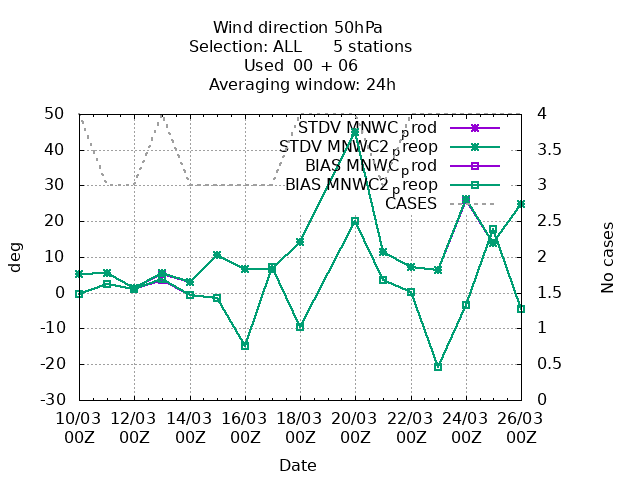 Wind direction 50hPa
Selection: ALL 5 stations
Used 00 + 06
Averaging window: 24h
50 4
STDV MNWC_prod
STDV MNWC2_preop
40 3.5
BIAS MNWC_prod
30 BIAS MNWC2_preop 3
CASES
20 2.5
deg 10 2 No cases
0 1.5
-10 1
-20 0.5
-30 0
10/03 12/03 14/03 16/03 18/03 20/03 22/03 24/03 26/03
00Z 00Z 00Z 00Z 00Z 00Z 00Z 00Z 00Z
Date